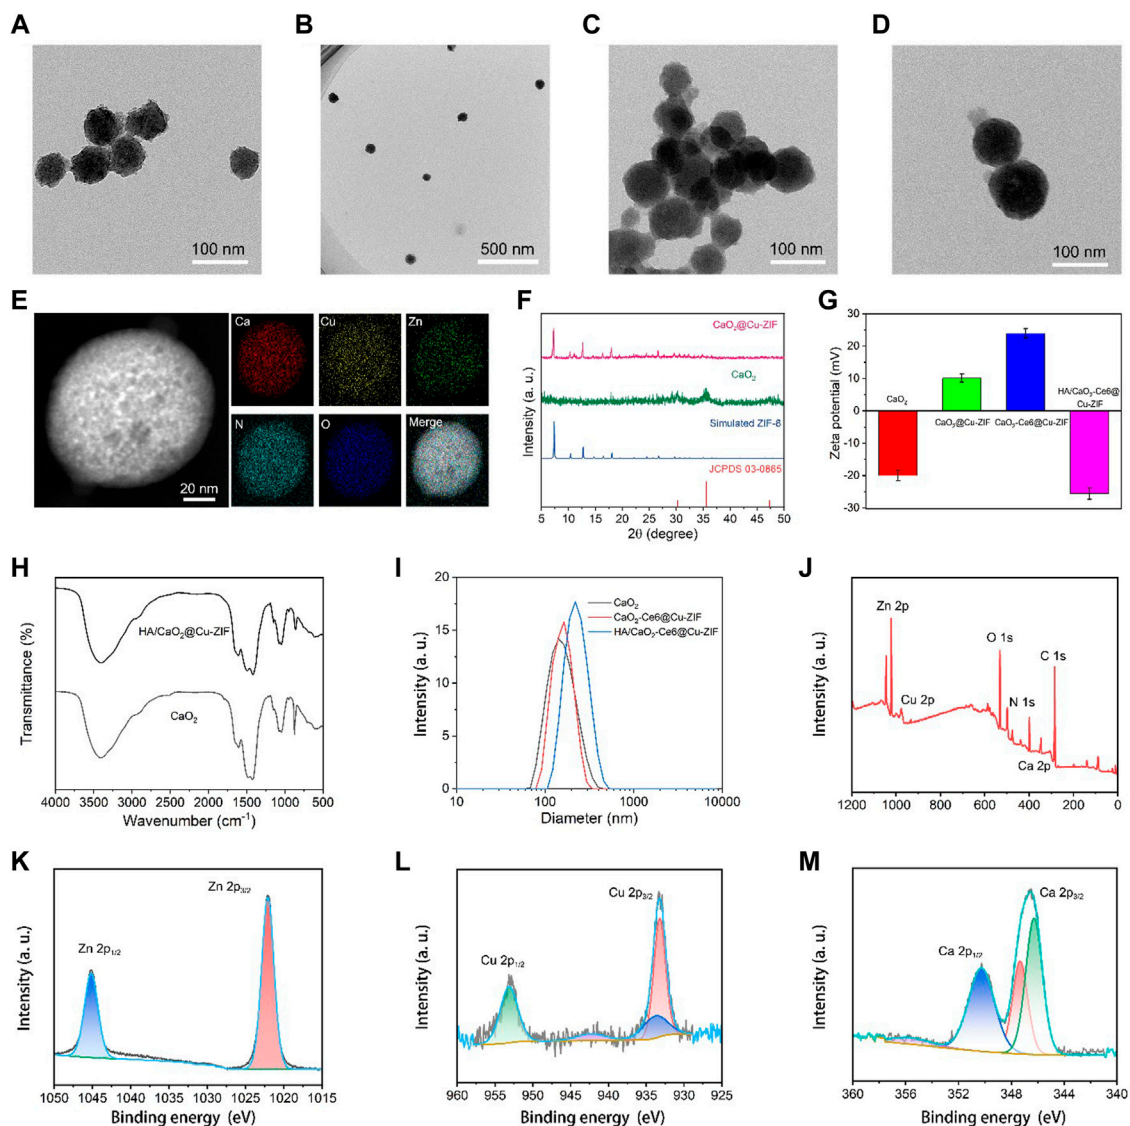 A
B
C
D
100 nm
500 nm
100 nm
100 nm
E
Ca
Cu
Zn
N
O
Merge
20 nm
F
CaO₂@Cu-ZIF
CaO₂
Simulated ZIF-8
JCPDS 03-0865
Intensity (a. u.)
5 10 15 20 25 30 35 40 45 50
2θ (degree)
G
Zeta potential (mV)
30
20
10
0
-10
-20
-30
CaO₂
CaO₂@Cu-ZIF
CaO₂-Ce6@Cu-ZIF
HA/CaO₂-Ce6@
Cu-ZIF
H
Transmittance (%)
HA/CaO₂@Cu-ZIF
CaO₂
4000 3500 3000 2500 2000 1500 1000 500
Wavenumber (cm⁻¹)
I
Intensity (a. u.)
20
15
10
5
0
CaO₂
CaO₂-Ce6@Cu-ZIF
HA/CaO₂-Ce6@Cu-ZIF
10 100 1000 10000
Diameter (nm)
J
Intensity (a. u.)
Zn 2p
Cu 2p
O 1s
N 1s
C 1s
Ca 2p
1200 1000 800 600 400 200 0
K
Intensity (a. u.)
Zn 2p₃/₂
Zn 2p₁/₂
1050 1045 1040 1035 1030 1025 1020 1015
Binding energy (eV)
L
Intensity (a. u.)
Cu 2p₃/₂
Cu 2p₁/₂
960 955 950 945 940 935 930 925
Binding energy (eV)
M
Intensity (a. u.)
Ca 2p₃/₂
Ca 2p₁/₂
360 356 352 348 344 340
Binding energy (eV)